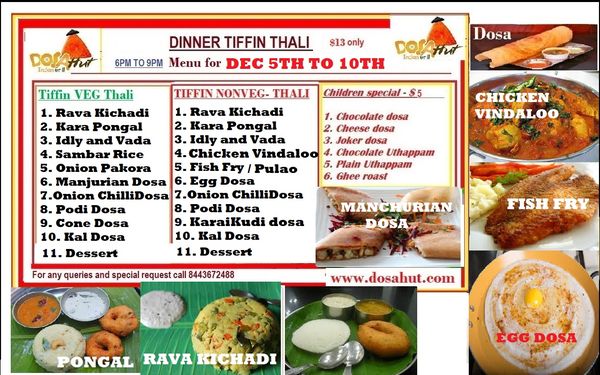 DOSA Hut
Indian Grill
DINNER TIFFIN THALI $13 only
DOSA Hut
6PM TO 9PM Menu for DEC 5TH TO 10TH
Tiffin VEG Thali
1. Rava Kichadi
2. Kara Pongal
3. Idly and Vada
4. Sambar Rice
5. Onion Pakora
6. Manjurian Dosa
7.Onion ChilliDosa
8. Podi Dosa
9. Cone Dosa
10. Kal Dosa
11. Dessert
TIFFIN NONVEG- THALI
1. Rava Kichadi
2. Kara Pongal
3. Idly and Vada
4.Chicken Vindaloo
5. Fish Fry / Pulao
6. Egg Dosa
7.Onion ChilliDosa
8. Podi Dosa
9. KaraiKudi dosa
10. Kal Dosa
11. Dessert
Children special - $ 5
1. Chocolate dosa
2. Cheese dosa
3. Joker dosa
4. Chocolate Uthappam
5. Plain Uthappam
6. Ghee roast
MANCHURIAN
DOSA
For any queries and special request call 8443672488
www.dosahut.com
Dosa
CHICKEN
VINDALOO
FISH FRY
EGG DOSA
PONGAL
RAVA KICHADI